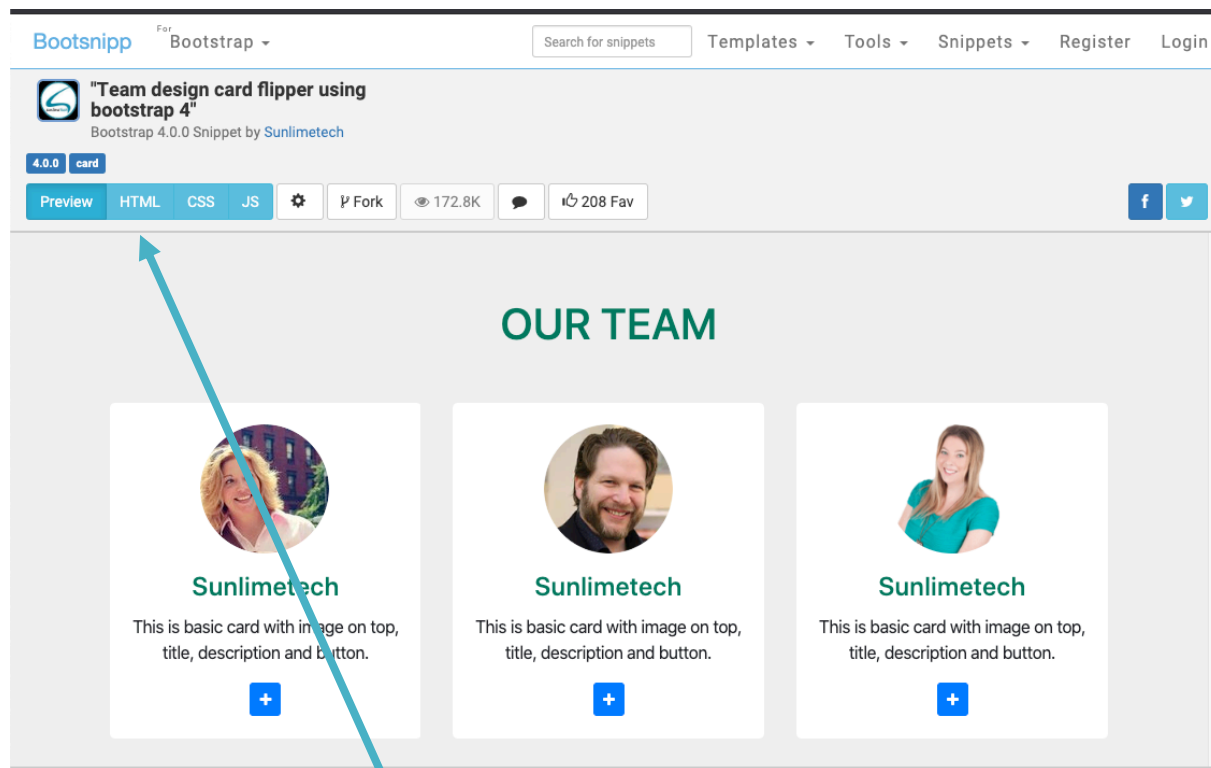 Bootsnipp For Bootstrap Search for snippets Templates Tools Snippets Register Login
"Team design card flipper using
bootstrap 4"
Bootstrap 4.0.0 Snippet by Sunlimetech
4.0.0 card
Preview HTML CSS JS Fork 172.8K 208 Fav
OUR TEAM
Sunlimetech Sunlimetech Sunlimetech
This is basic card with image on top, This is basic card with image on top, This is basic card with image on top,
title, description and button. title, description and button. title, description and button.